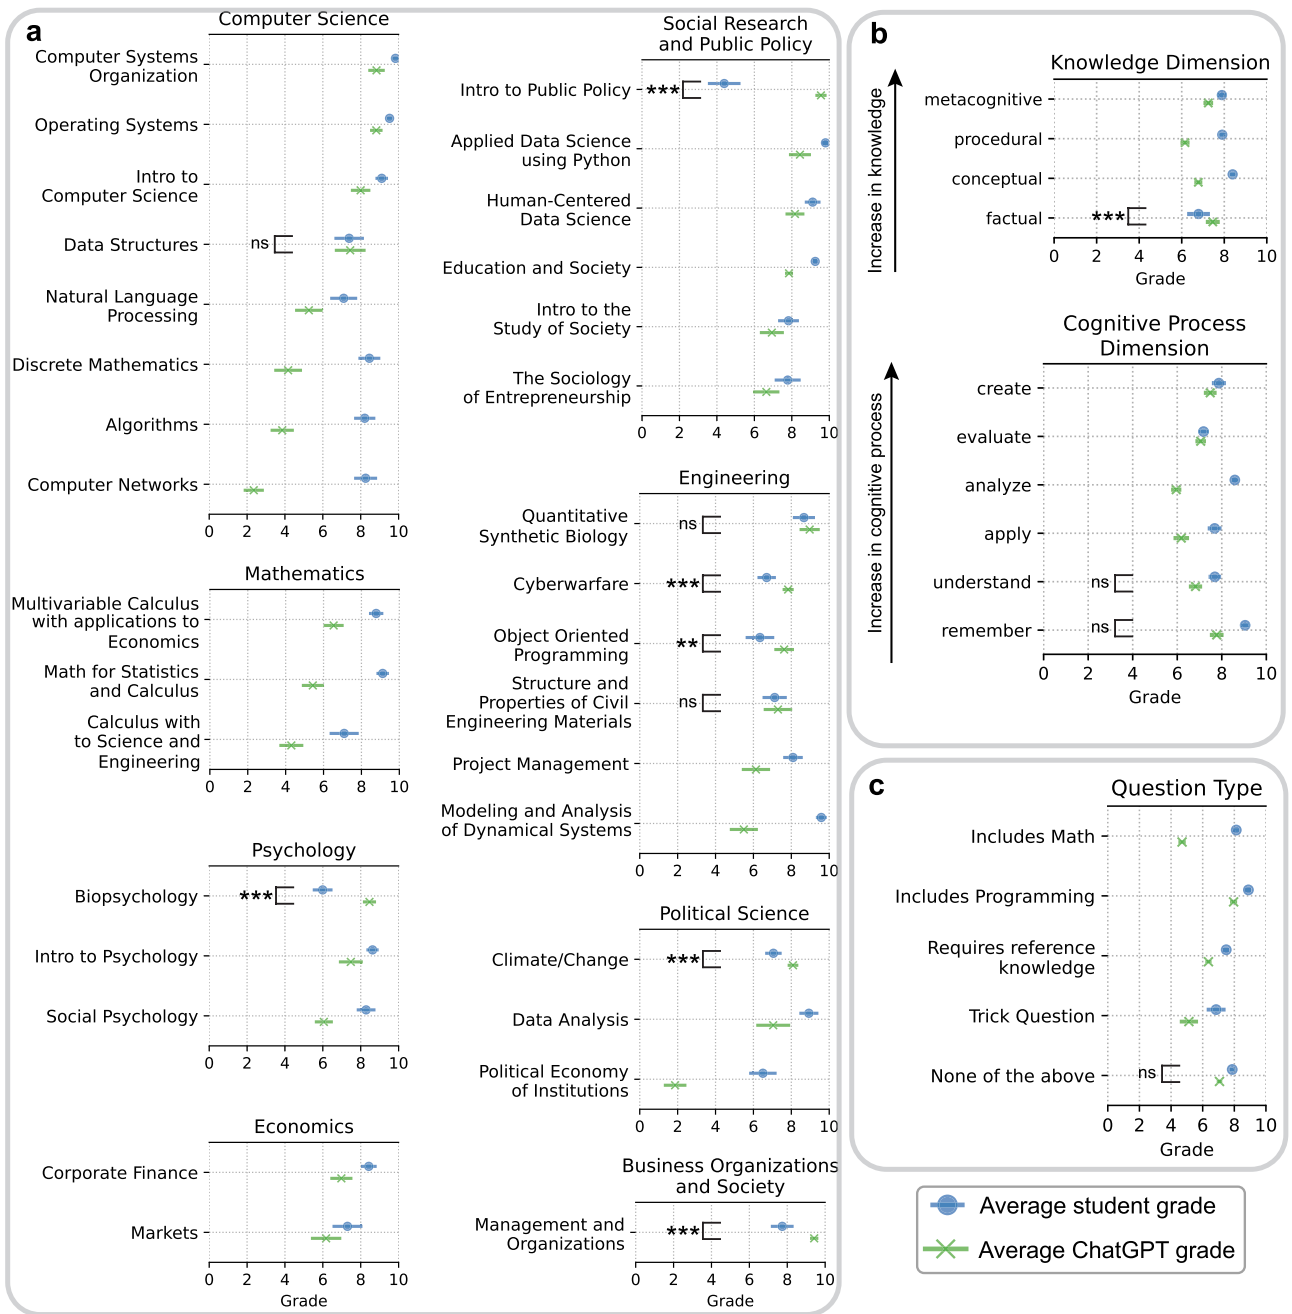 a
Computer Science
Computer Systems
Organization
Operating Systems
Intro to
Computer Science
Data Structures
ns
Natural Language
Processing
Discrete Mathematics
Algorithms
Computer Networks
0 2 4 6 8 10
Mathematics
Multivariable Calculus
with applications to
Economics
Math for Statistics
and Calculus
Calculus with
to Science and
Engineering
0 2 4 6 8 10
Psychology
Biopsychology
***
Intro to Psychology
Social Psychology
0 2 4 6 8 10
Economics
Corporate Finance
Markets
0 2 4 6 8 10
Grade
Social Research
and Public Policy
Intro to Public Policy
***
Applied Data Science
using Python
Human-Centered
Data Science
Education and Society
Intro to the
Study of Society
The Sociology
of Entrepreneurship
0 2 4 6 8 10
Engineering
Quantitative
Synthetic Biology
ns
Cyberwarfare
***
Object Oriented
Programming
**
Structure and
Properties of Civil
Engineering Materials
ns
Project Management
Modeling and Analysis
of Dynamical Systems
0 2 4 6 8 10
Political Science
Climate/Change
***
Data Analysis
Political Economy
of Institutions
0 2 4 6 8 10
Business Organizations
and Society
Management and
Organizations
***
0 2 4 6 8 10
Grade
b
Increase in knowledge
Knowledge Dimension
metacognitive
procedural
conceptual
factual
***
0 2 4 6 8 10
Grade
Increase in cognitive process
Cognitive Process
Dimension
create
evaluate
analyze
apply
understand
ns
remember
ns
0 2 4 6 8 10
Grade
c
Question Type
Includes Math
Includes Programming
Requires reference
knowledge
Trick Question
None of the above
ns
0 2 4 6 8 10
Grade
Average student grade
Average ChatGPT grade